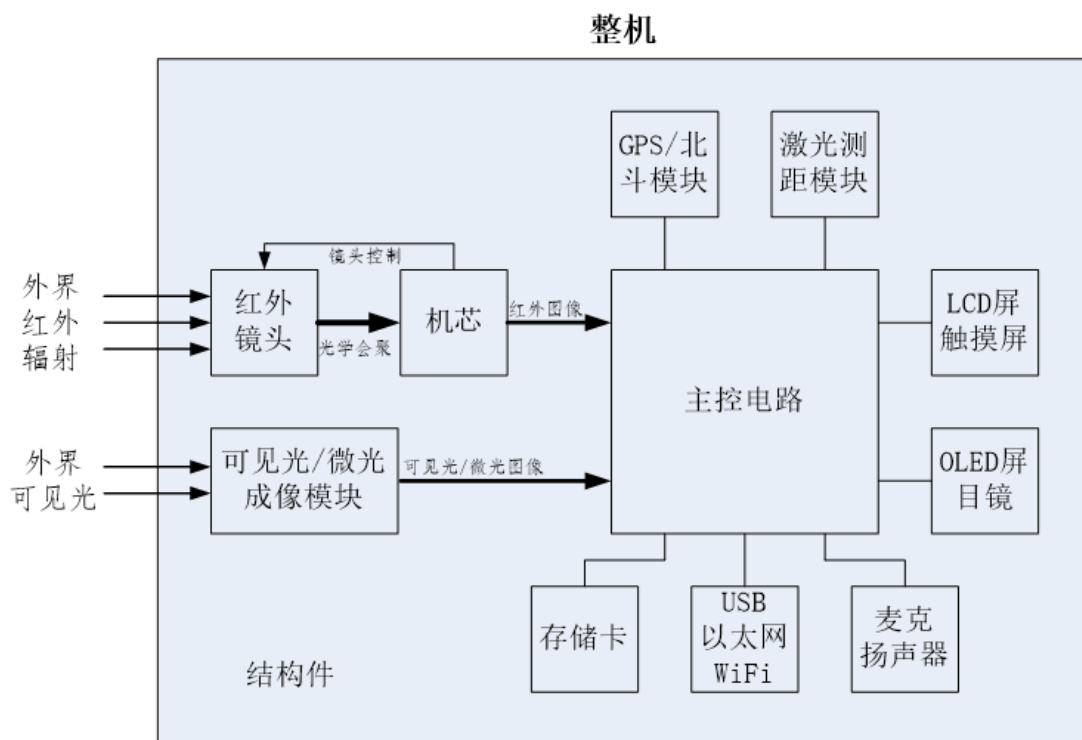 整机
GPS/北
斗模块
激光测
距模块
镜头控制
外界
红外
辐射
红外
镜头
光学会聚
机芯
红外图像
主控电路
LCD屏
触摸屏
外界
可见光
可见光/微光
成像模块
可见光/微光图像
OLED屏
目镜
存储卡
USB
以太网
WiFi
麦克
扬声器
结构件